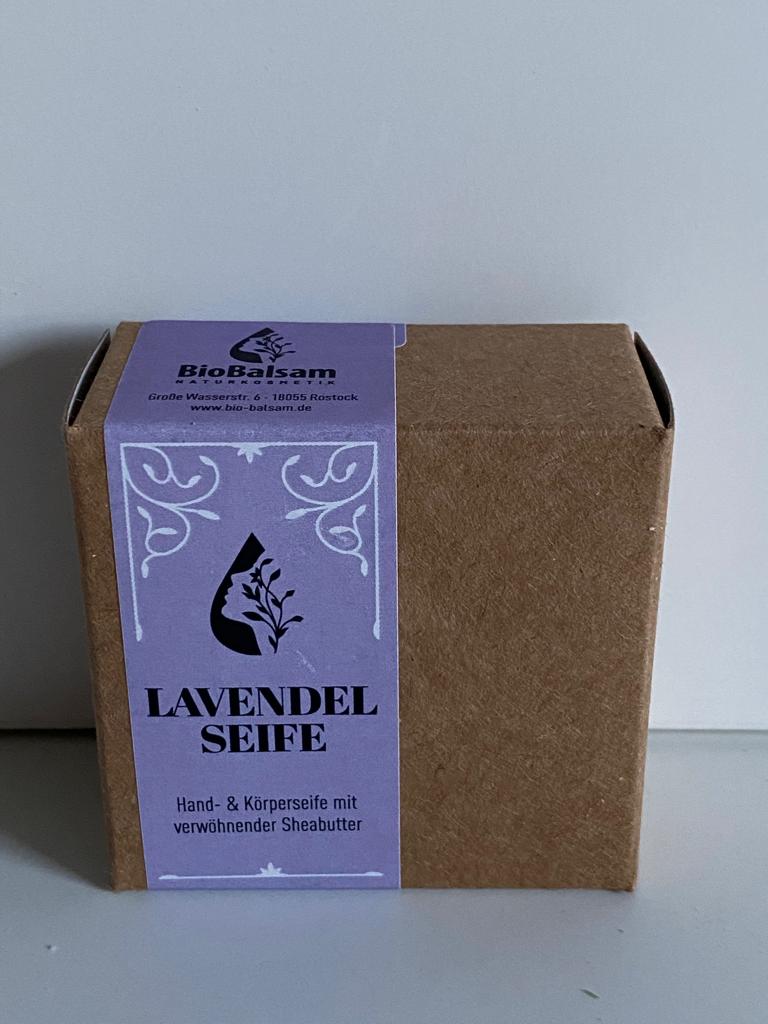 BioBalsam
NATURKOSMETIK
Große Wasserstr. 6 - 18055 Rostock
www.bio-balsam.de
LAVENDEL
SEIFE
Hand- & Körperseife mit
verwöhnender Sheabutter